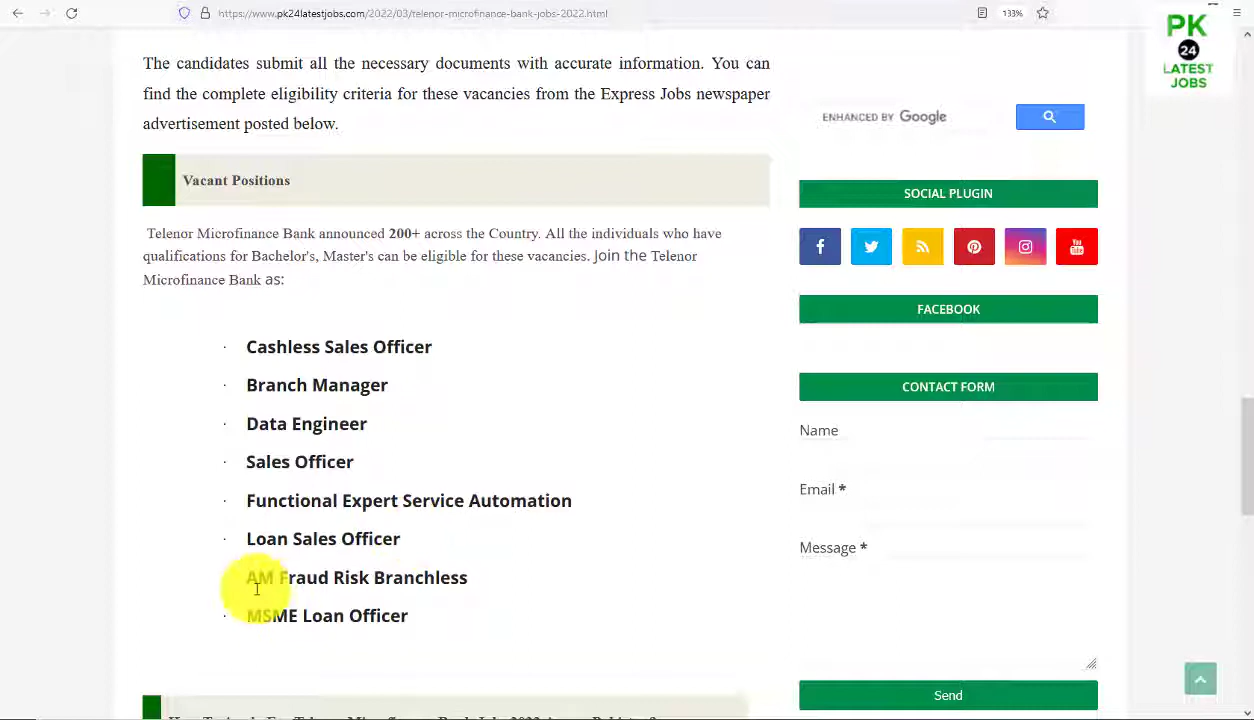 https://www.pk24latestjobs.com/2022/03/telenor-microfinance-bank-jobs-2022.html
133%
PK
24
LATEST
JOBS
The candidates submit all the necessary documents with accurate information. You can
find the complete eligibility criteria for these vacancies from the Express Jobs newspaper
advertisement posted below.
ENHANCED BY Google
Vacant Positions
SOCIAL PLUGIN
Telenor Microfinance Bank announced 200+ across the Country. All the individuals who have
qualifications for Bachelor's, Master's can be eligible for these vacancies. Join the Telenor
Microfinance Bank as:
FACEBOOK
· Cashless Sales Officer
· Branch Manager
· Data Engineer
· Sales Officer
· Functional Expert Service Automation
· Loan Sales Officer
AM Fraud Risk Branchless
· MSME Loan Officer
CONTACT FORM
Name
Email *
Message *
Send
Telenor Microfinance Bank Jobs 2022